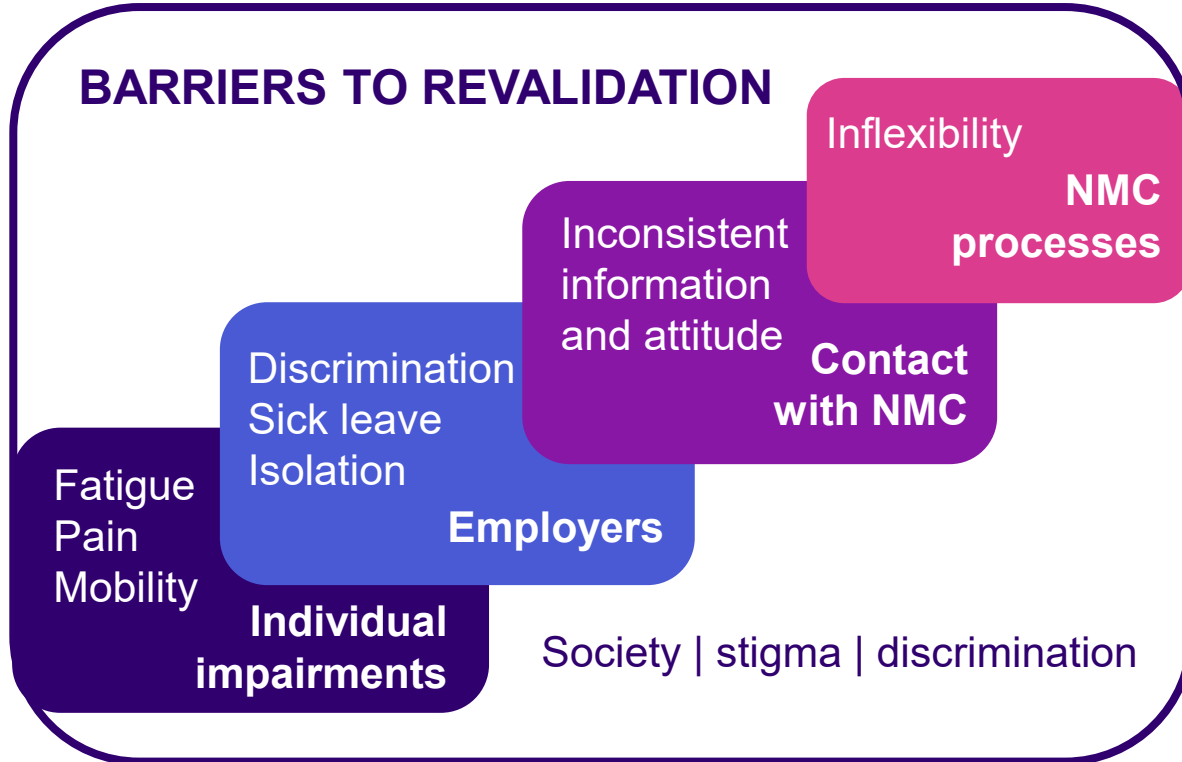 BARRIERS TO REVALIDATION
Inflexibility
NMC
processes
Inconsistent
information
and attitude
Contact
with NMC
Discrimination
Sick leave
Isolation
Employers
Fatigue
Pain
Mobility
Individual
impairments
Society | stigma | discrimination